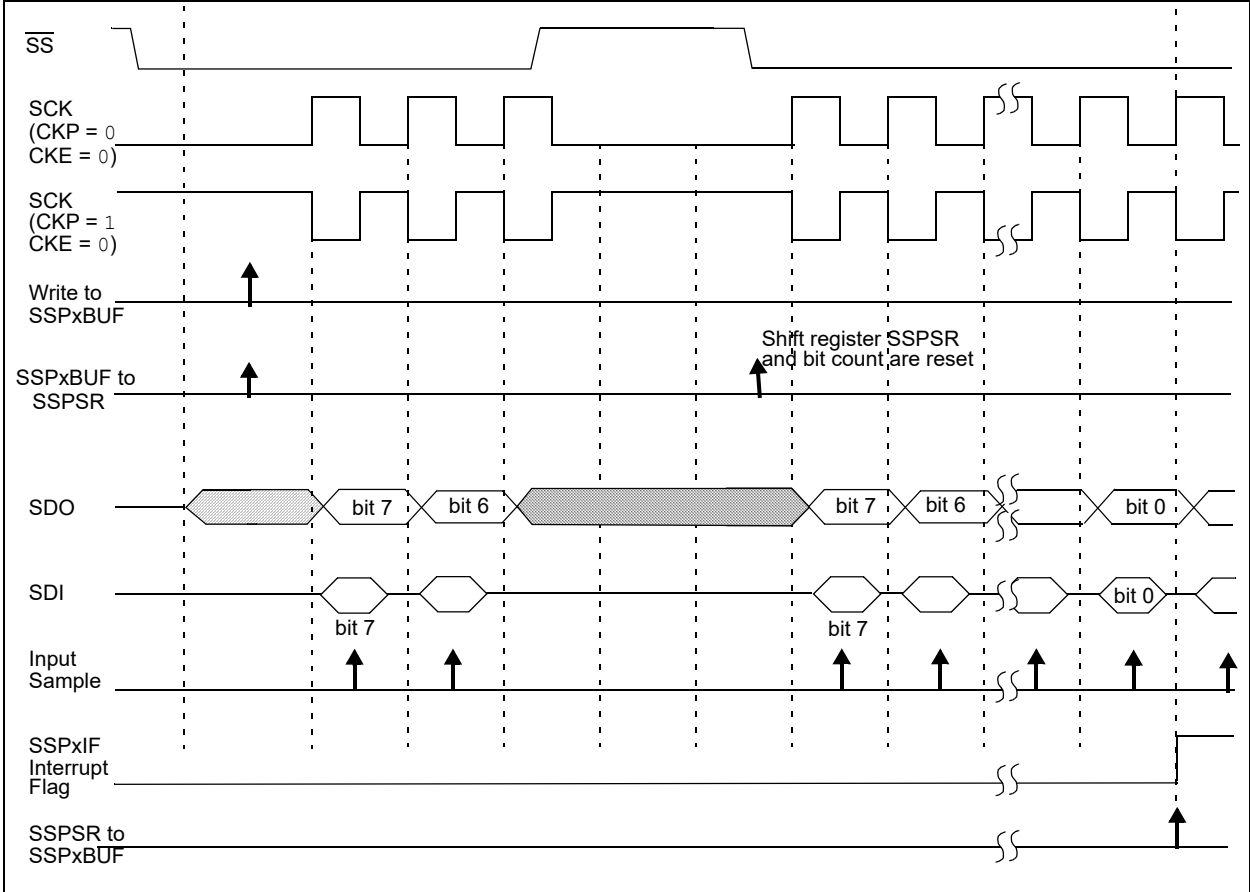 SS
SCK
(CKP = 0
CKE = 0)
SCK
(CKP = 1
CKE = 0)
Write to
SSPxBUF
Shift register SSPSR
and bit count are reset
SSPxBUF to
SSPSR
SDO
bit 7
bit 6
bit 7
bit 6
bit 0
SDI
bit 0
bit 7
bit 7
Input
Sample
SSPxIF
Interrupt
Flag
SSPSR to
SSPxBUF